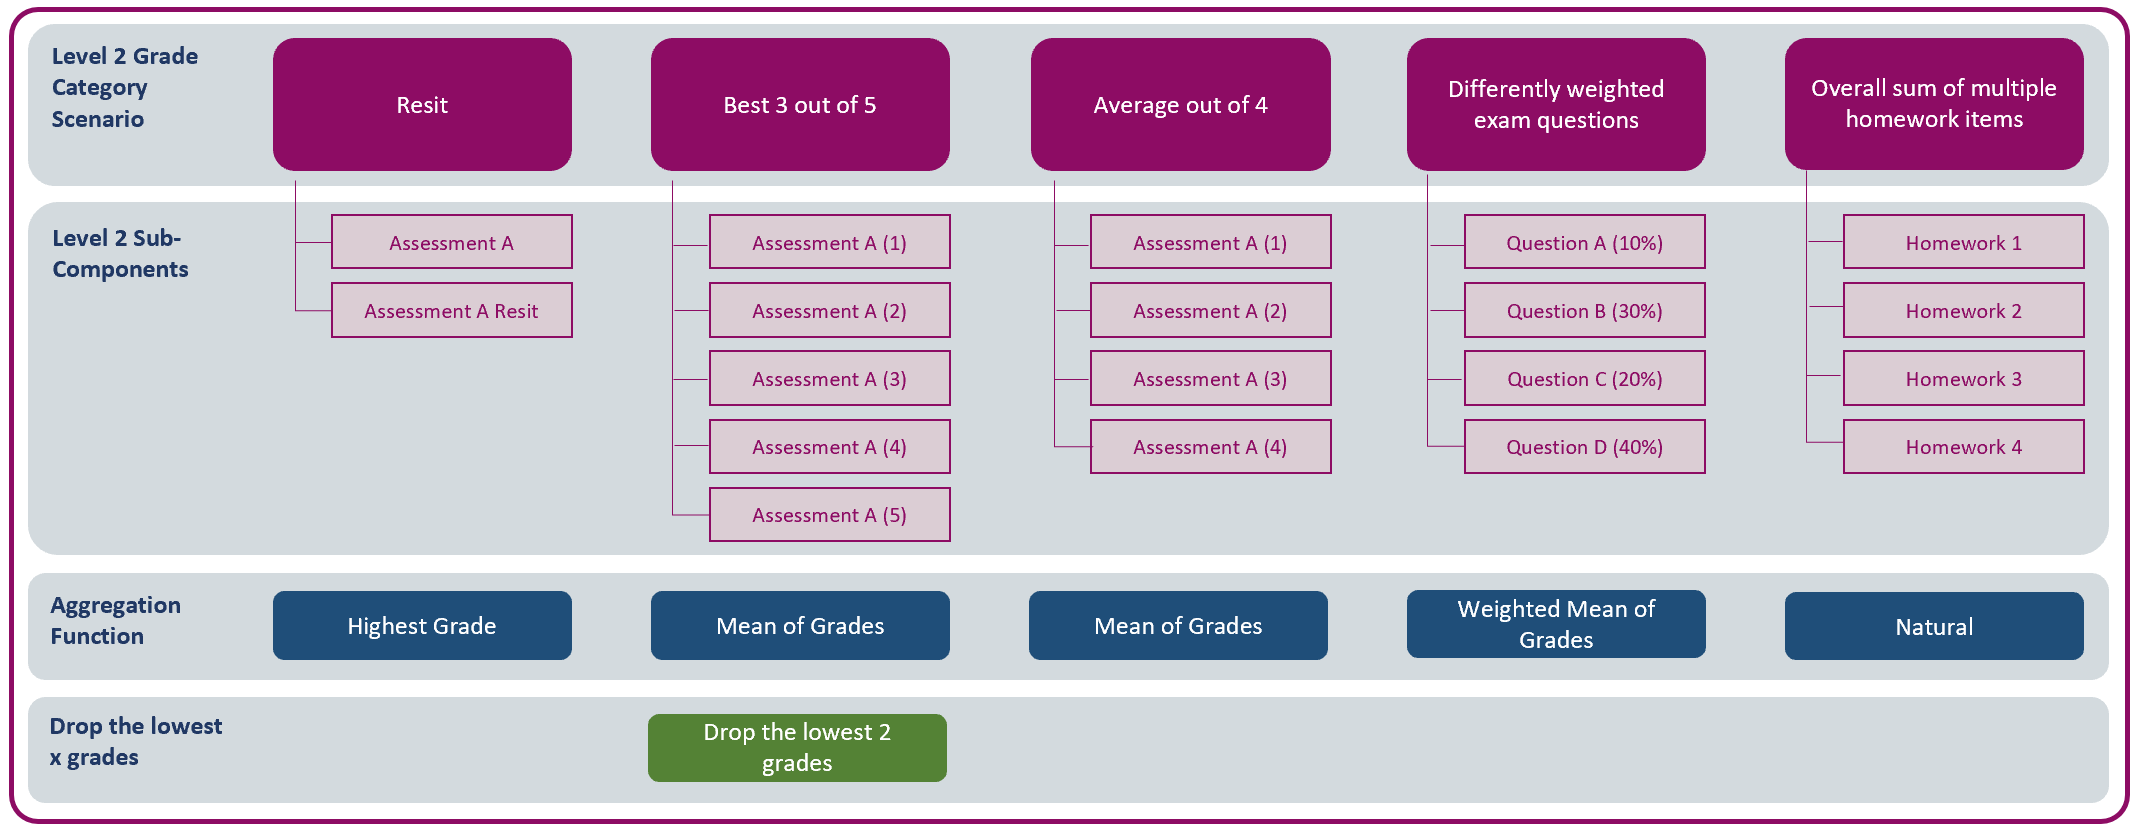 Level 2 Grade
Category
Scenario
Resit
Best 3 out of 5
Average out of 4
Differently weighted
exam questions
Overall sum of multiple
homework items
Level 2 Sub-
Components
Assessment A
Assessment A Resit
Assessment A (1)
Assessment A (2)
Assessment A (3)
Assessment A (4)
Assessment A (5)
Assessment A (1)
Assessment A (2)
Assessment A (3)
Assessment A (4)
Question A (10%)
Question B (30%)
Question C (20%)
Question D (40%)
Homework 1
Homework 2
Homework 3
Homework 4
Aggregation
Function
Highest Grade
Mean of Grades
Mean of Grades
Weighted Mean of
Grades
Natural
Drop the lowest
x grades
Drop the lowest 2
grades